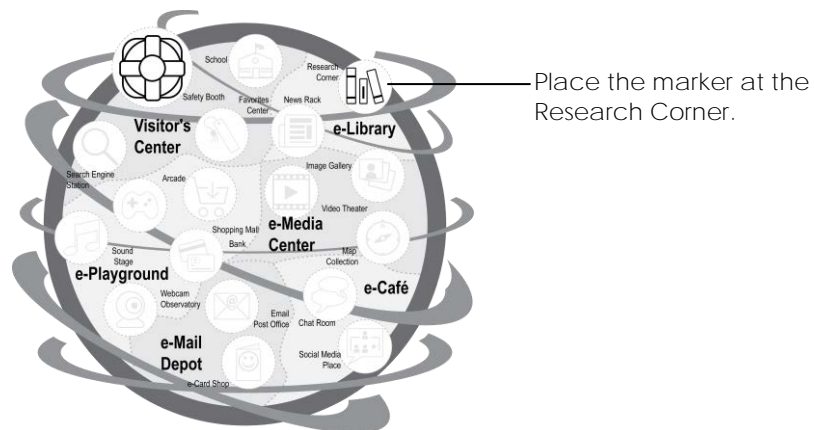 School
Research
Corner
Safety Booth
Favorites
Center
News Rack
Place the marker at the
Research Corner.
Visitor's
Center
e-Library
Search Engine
Station
Arcade
Image Gallery
Video Theater
Shopping Mall
Bank
e-Media
Center
Sound
Stage
Map
Collection
e-Playground
e-Café
Webcam
Observatory
Email
Post Office
Chat Room
e-Mail
Depot
Social Media
Place
e-Card Shop